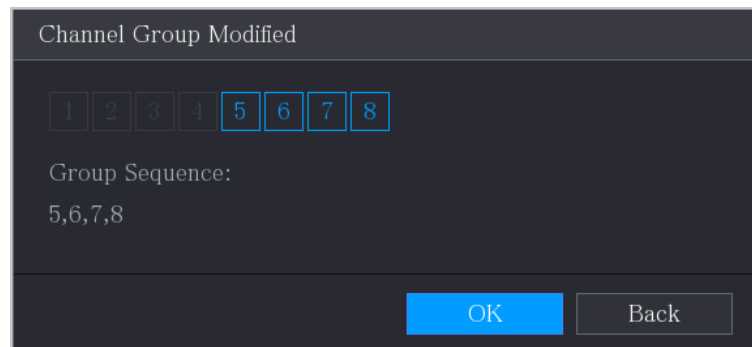 Channel Group Modified
1 2 3 4 5 6 7 8
Group Sequence:
5,6,7,8
OK Back